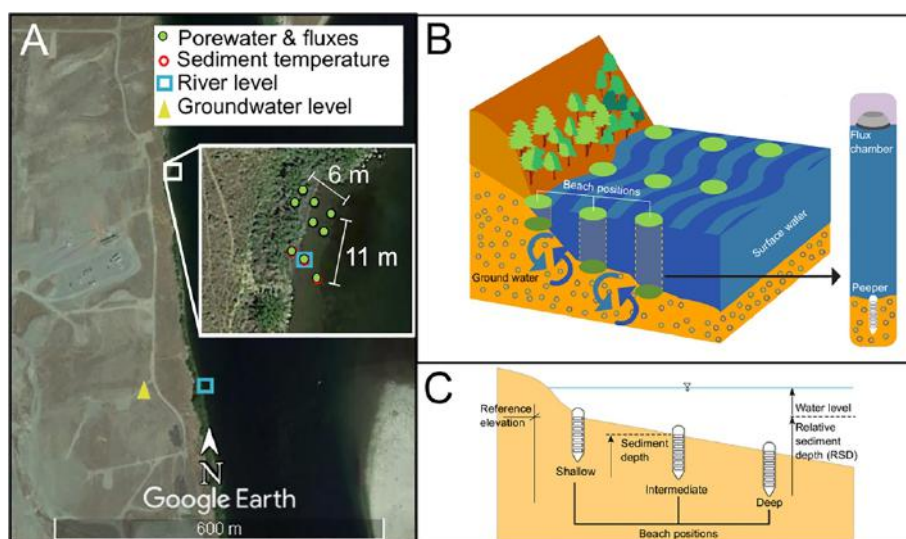 A
Porewater & fluxes
Sediment temperature
River level
Groundwater level
6 m
11 m
N
Google Earth
600 m
B
Beach positions
Ground water
Surface water
Flux
chamber
Peeper
C
Reference
elevation
Sediment
depth
Shallow
Intermediate
Deep
Beach positions
Water level
Relative
sediment
depth (RSD)